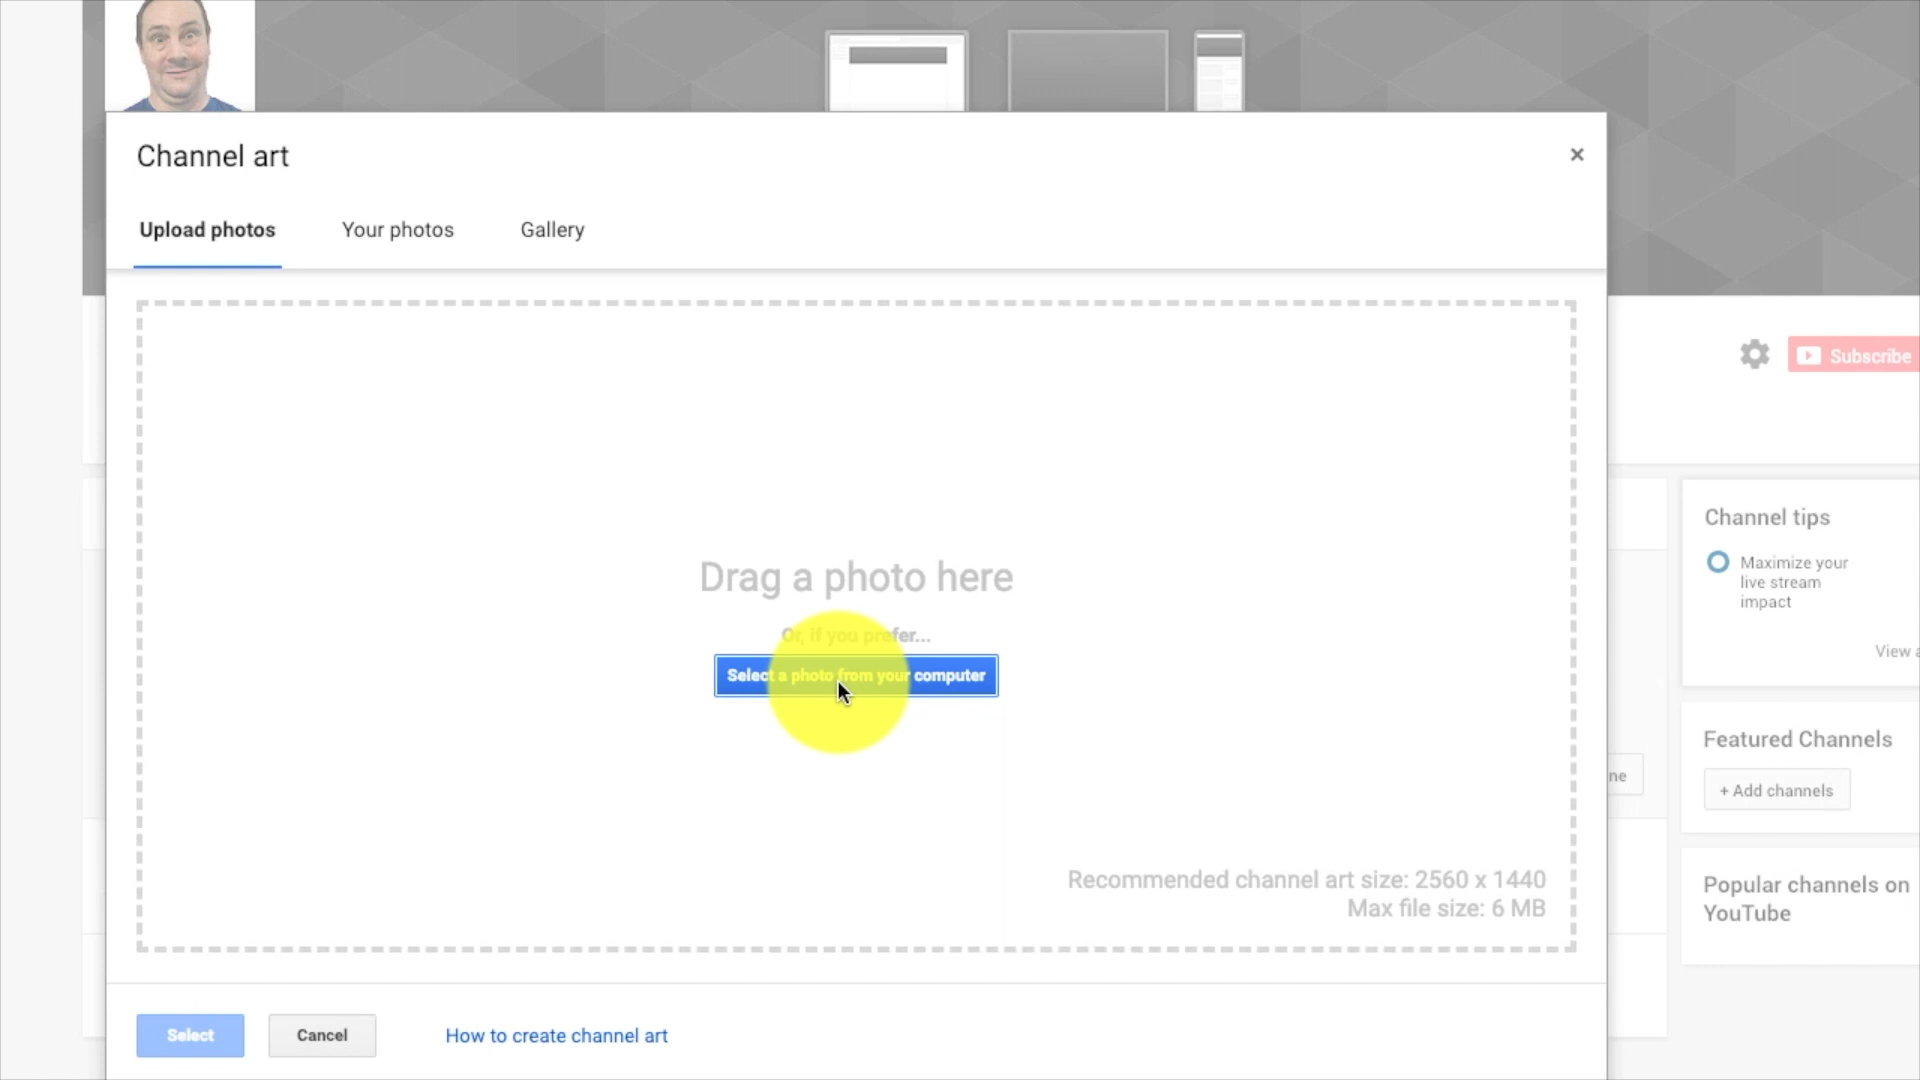 Channel art
×
Upload photos
Your photos
Gallery
Drag a photo here
Or, if you prefer...
Select a photo from your computer
Recommended channel art size: 2560 x 1440
Max file size: 6 MB
Select
Cancel
How to create channel art
Subscribe
Channel tips
Maximize your
live stream
impact
View a
ne
Featured Channels
+ Add channels
Popular channels on
YouTube